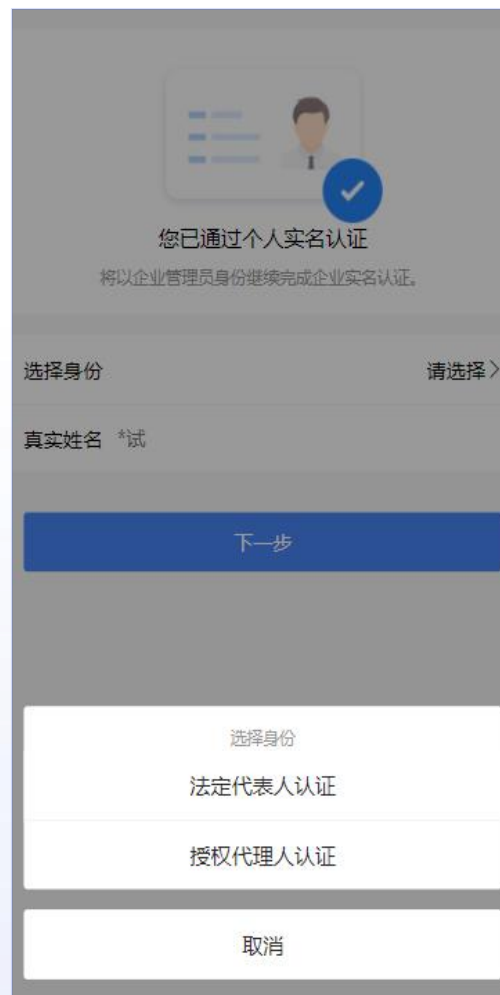 您已通过个人实名认证
将以企业管理员身份继续完成企业实名认证。
选择身份 请选择
真实姓名 *试
下一步
选择身份
法定代表人认证
授权代理人认证
取消